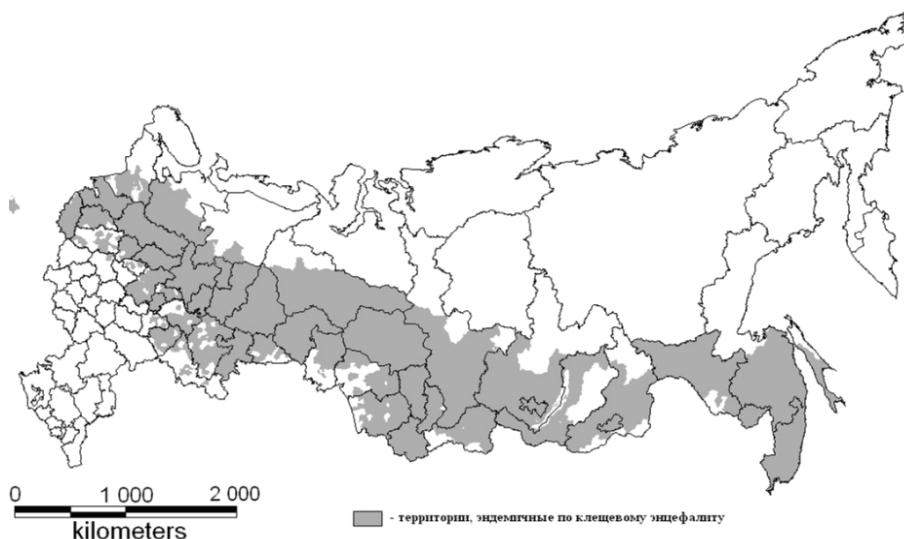 0 1 000 2 000
kilometers
- территории, эндемичные по клещевому энцефалиту